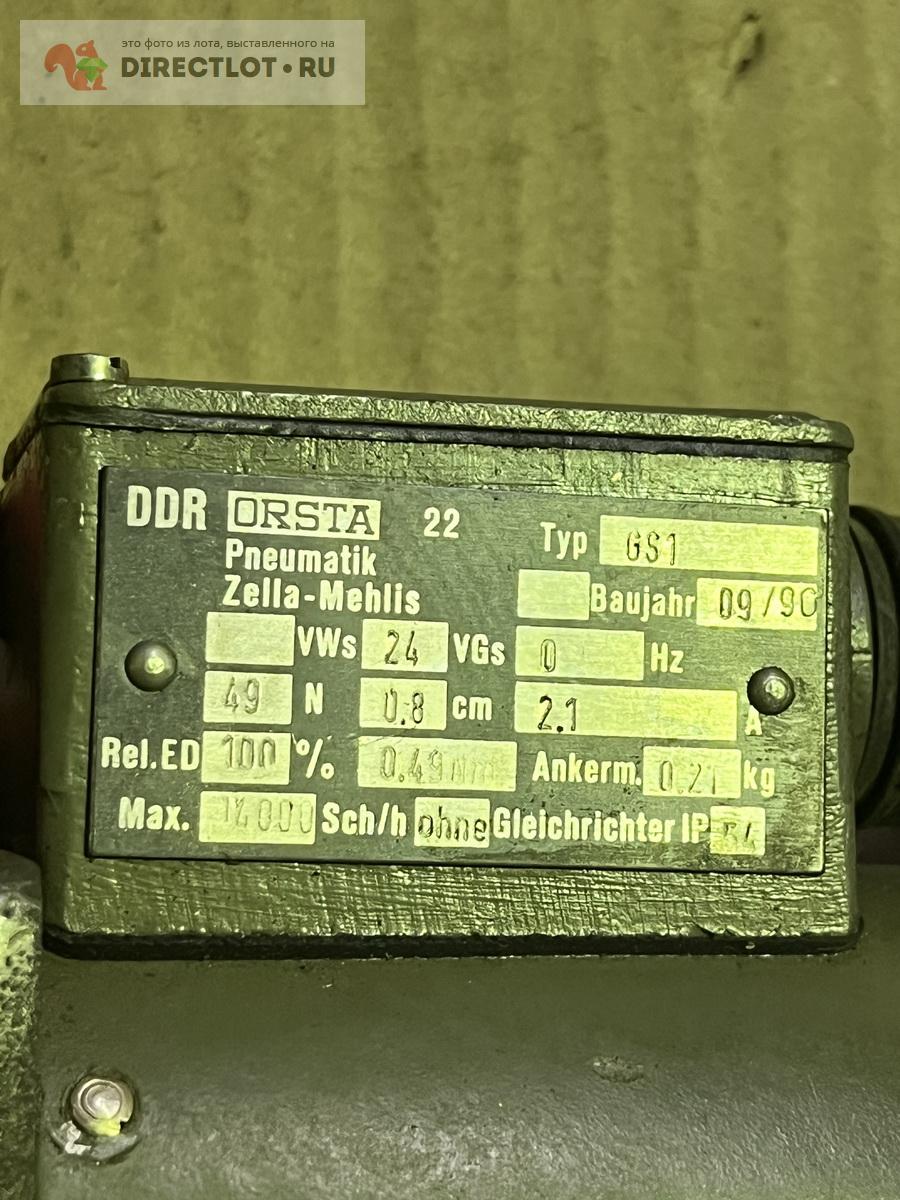 это фото из лота, выставленного на
DIRECTLOT•RU
DDR ORSTA 22 Typ GS1
Pneumatik
Zella-Mehlis Baujahr 09/90
VWs 24 VGs 0 Hz
49 N 0.8 cm 2.1 A
Rel.ED 100 % 0.49Nm Ankerm. 0.21 kg
Max. 14000 Sch/h ohne Gleichrichter IP 54